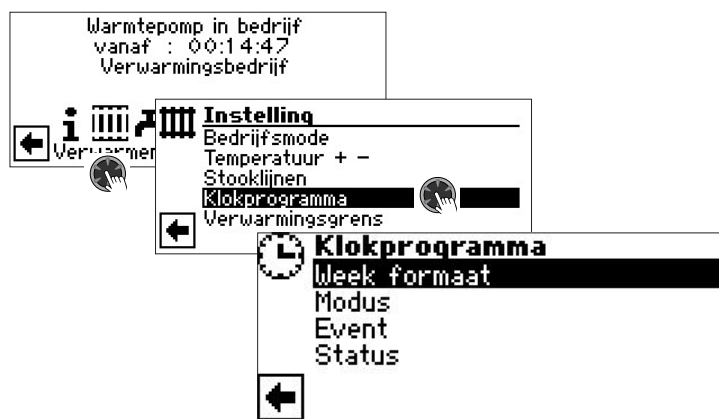 Warmtepomp in bedrijf
vanaf : 00:14:47
Verwarmingsbedrijf
i
Instelling
Bedrijfsmode
Temperatuur + -
Stooklijnen
Klokprogramma
Verwarmingsgrens
Klokprogramma
Week formaat
Modus
Event
Status